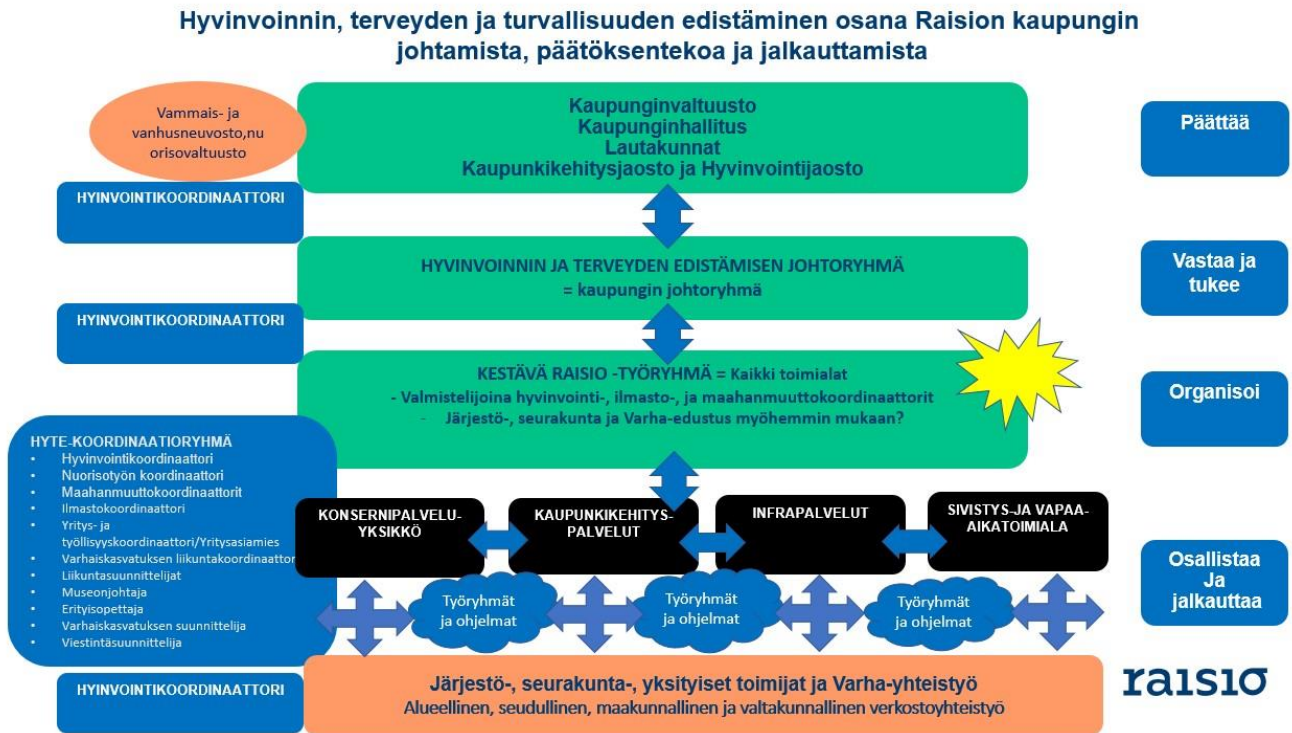 Hyvinvoinnin, terveyden ja turvallisuuden edistäminen osana Raision kaupungin
johtamista, päätöksentekoa ja jalkauttamista
Vammais- ja
vanhusneuvosto,nu
orisovaltuusto
Kaupunginvaltuusto
Kaupunginhallitus
Lautakunnat
Kaupunkikehitysjaosto ja Hyvinvointijaosto
Päättää
HYINVOINTIKOORDINAATTORI
HYVINVOINNIN JA TERVEYDEN EDISTÄMISEN JOHTORYHMÄ
= kaupungin johtoryhmä
Vastaa ja
tukee
HYINVOINTIKOORDINAATTORI
KESTÄVÄ RAISIO -TYÖRYHMÄ = Kaikki toimialat
- Valmistelijoina hyvinvointi-, ilmasto-, ja maahanmuuttokoordinaattorit
- Järjestö-, seurakunta ja Varha-edustus myöhemmin mukaan?
Organisoi
HYTE-KOORDINAATIORYHMÄ
• Hyvinvointikoordinaattori
• Nuorisotyön koordinaattori
• Maahanmuuttokoordinaattorit
• Ilmastokoordinaattori
• Yritys- ja
työllisyyskoordinaattori/Yritysasiamies
• Varhaiskasvatuksen liikuntakoordinaattori
• Liikuntasuunnittelijat
• Museonjohtaja
• Erityisopettaja
• Varhaiskasvatuksen suunnittelija
• Viestintäsuunnittelija
KONSERNIPALVELU-
YKSIKKÖ
KAUPUNKIKEHITYS-
PALVELUT
INFRAPALVELUT
SIVISTYS-JA VAPAA-
AIKATOIMIALA
Osallistaa
Ja
jalkauttaa
Työryhmät
ja ohjelmat
Työryhmät
ja ohjelmat
Työryhmät
ja ohjelmat
HYINVOINTIKOORDINAATTORI
Järjestö-, seurakunta-, yksityiset toimijat ja Varha-yhteistyö
Alueellinen, seudullinen, maakunnallinen ja valtakunnallinen verkostoyhteistyö
raisio